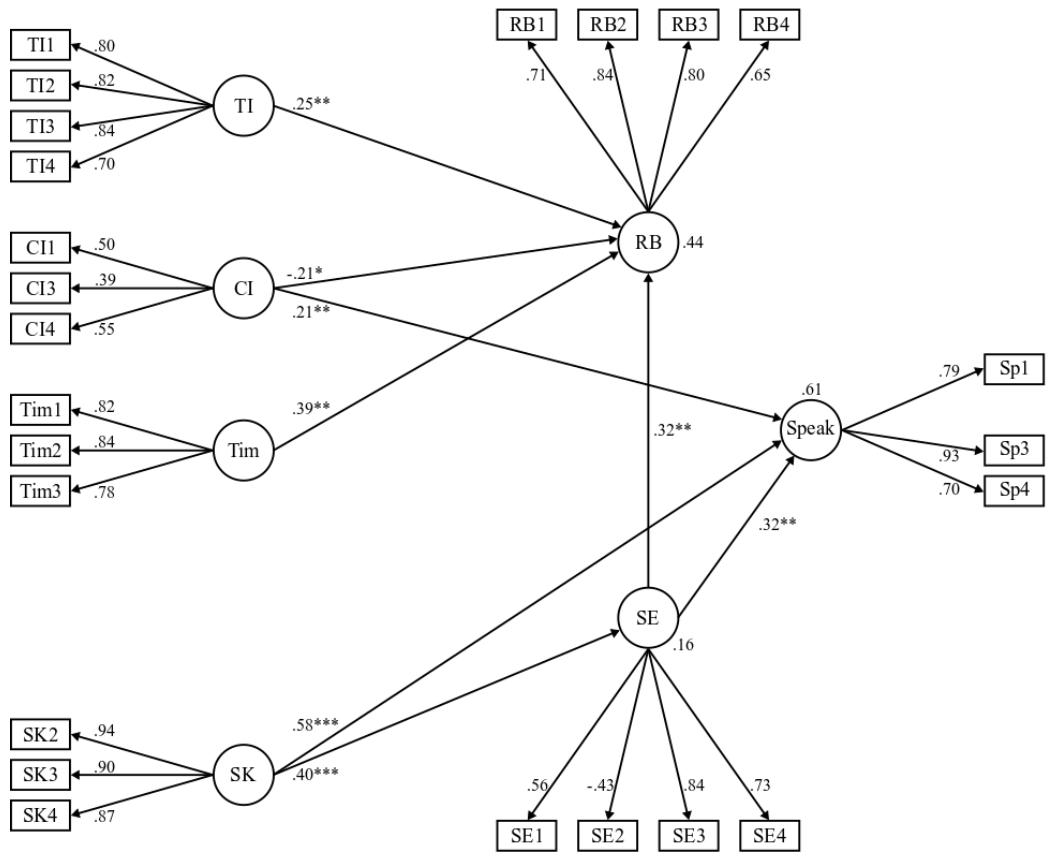 RB1 RB2 RB3 RB4
TI1 .80
TI2 .82
TI3 .84
TI4 .70
TI .25**
.71 .84 .80 .65
RB .44
CI1 .50
CI3 .39
CI4 .55
CI -.21*
.21**
Tim1 .82
Tim2 .84
Tim3 .78
Tim .39**
.32**
.61
Speak
.79 Sp1
.93 Sp3
.70 Sp4
.32**
SE
.16
SK2 .94
SK3 .90
SK4 .87
SK .58***
.40***
.56 -.43 .84 .73
SE1 SE2 SE3 SE4